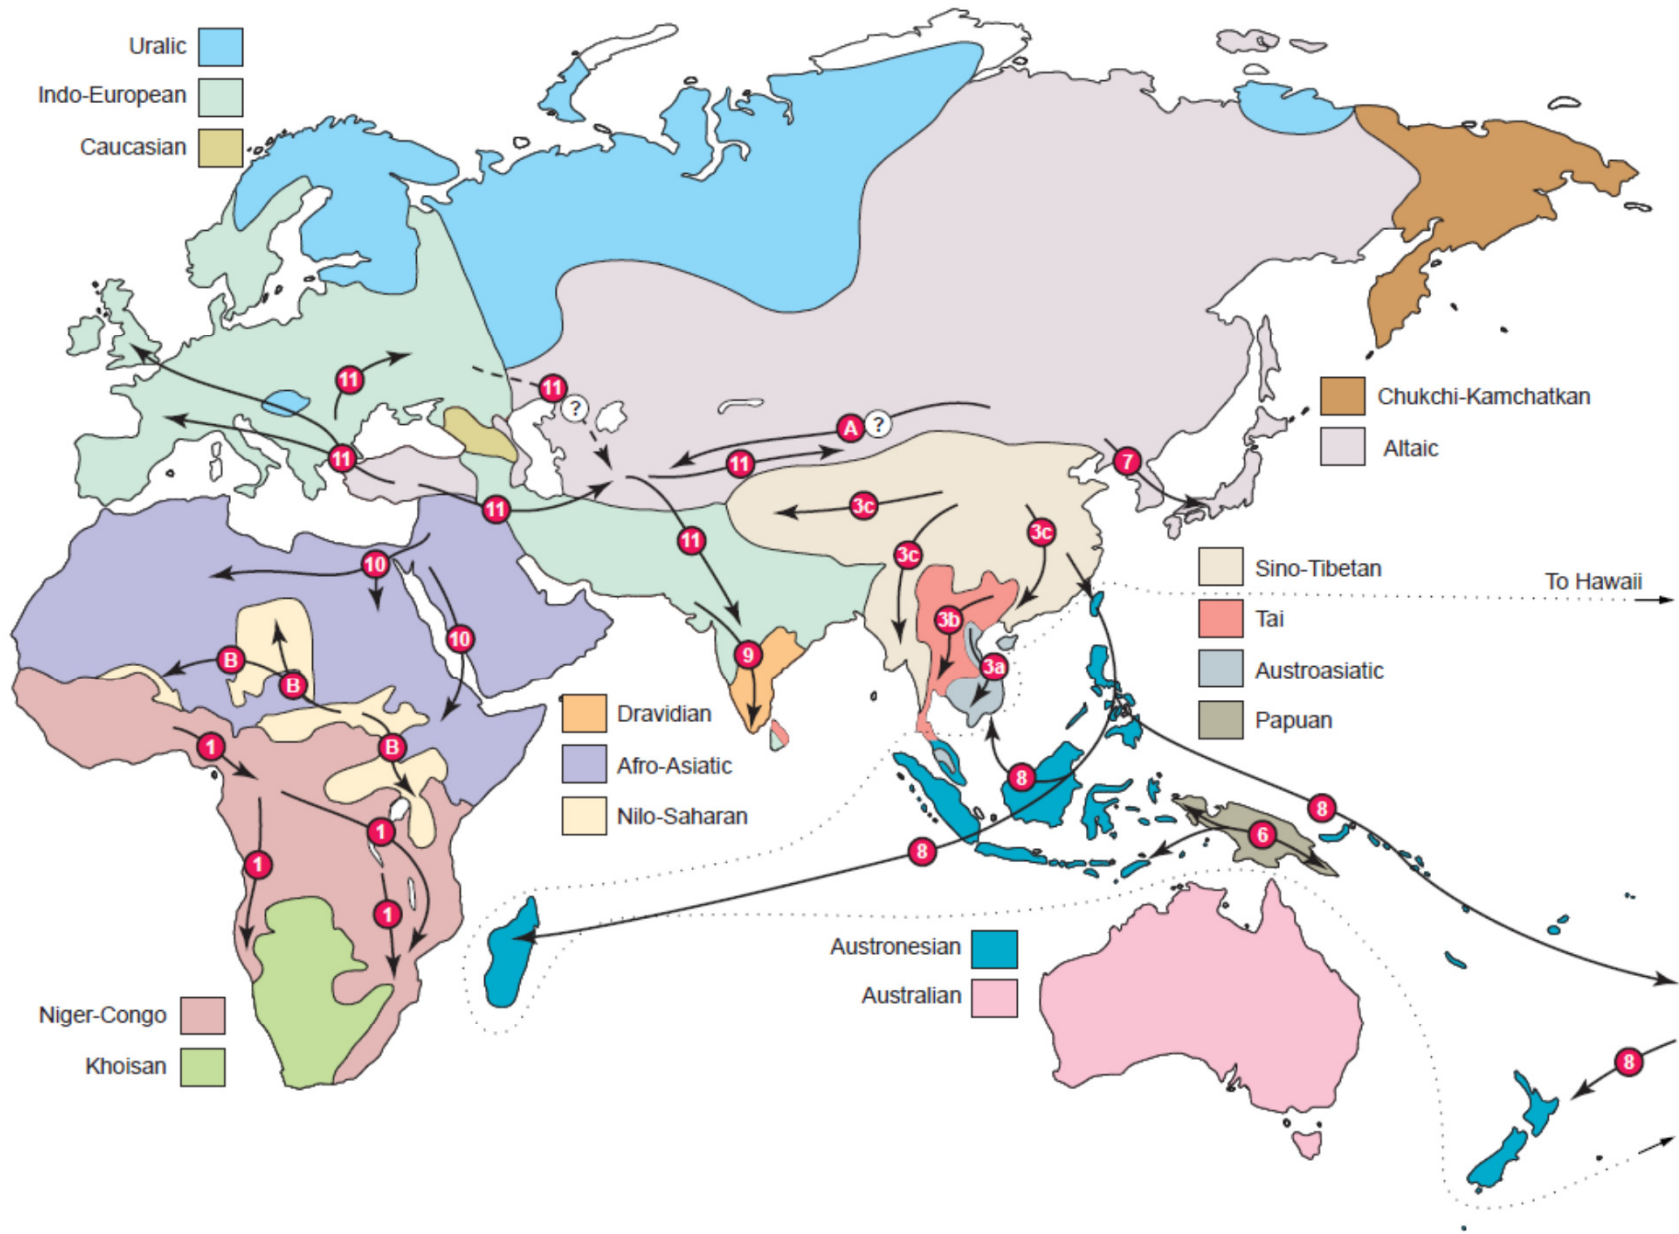 Uralic
Indo-European
Caucasian
11
11
?
11
A ?
11
11
11
7
3c
3c
3c
10
10
B
B
B
1
1
1
1
9
3b
3a
8
8
8
6
8
Chukchi-Kamchatkan
Altaic
Sino-Tibetan
Tai
Austroasiatic
Papuan
To Hawaii
Dravidian
Afro-Asiatic
Nilo-Saharan
Austronesian
Australian
Niger-Congo
Khoisan